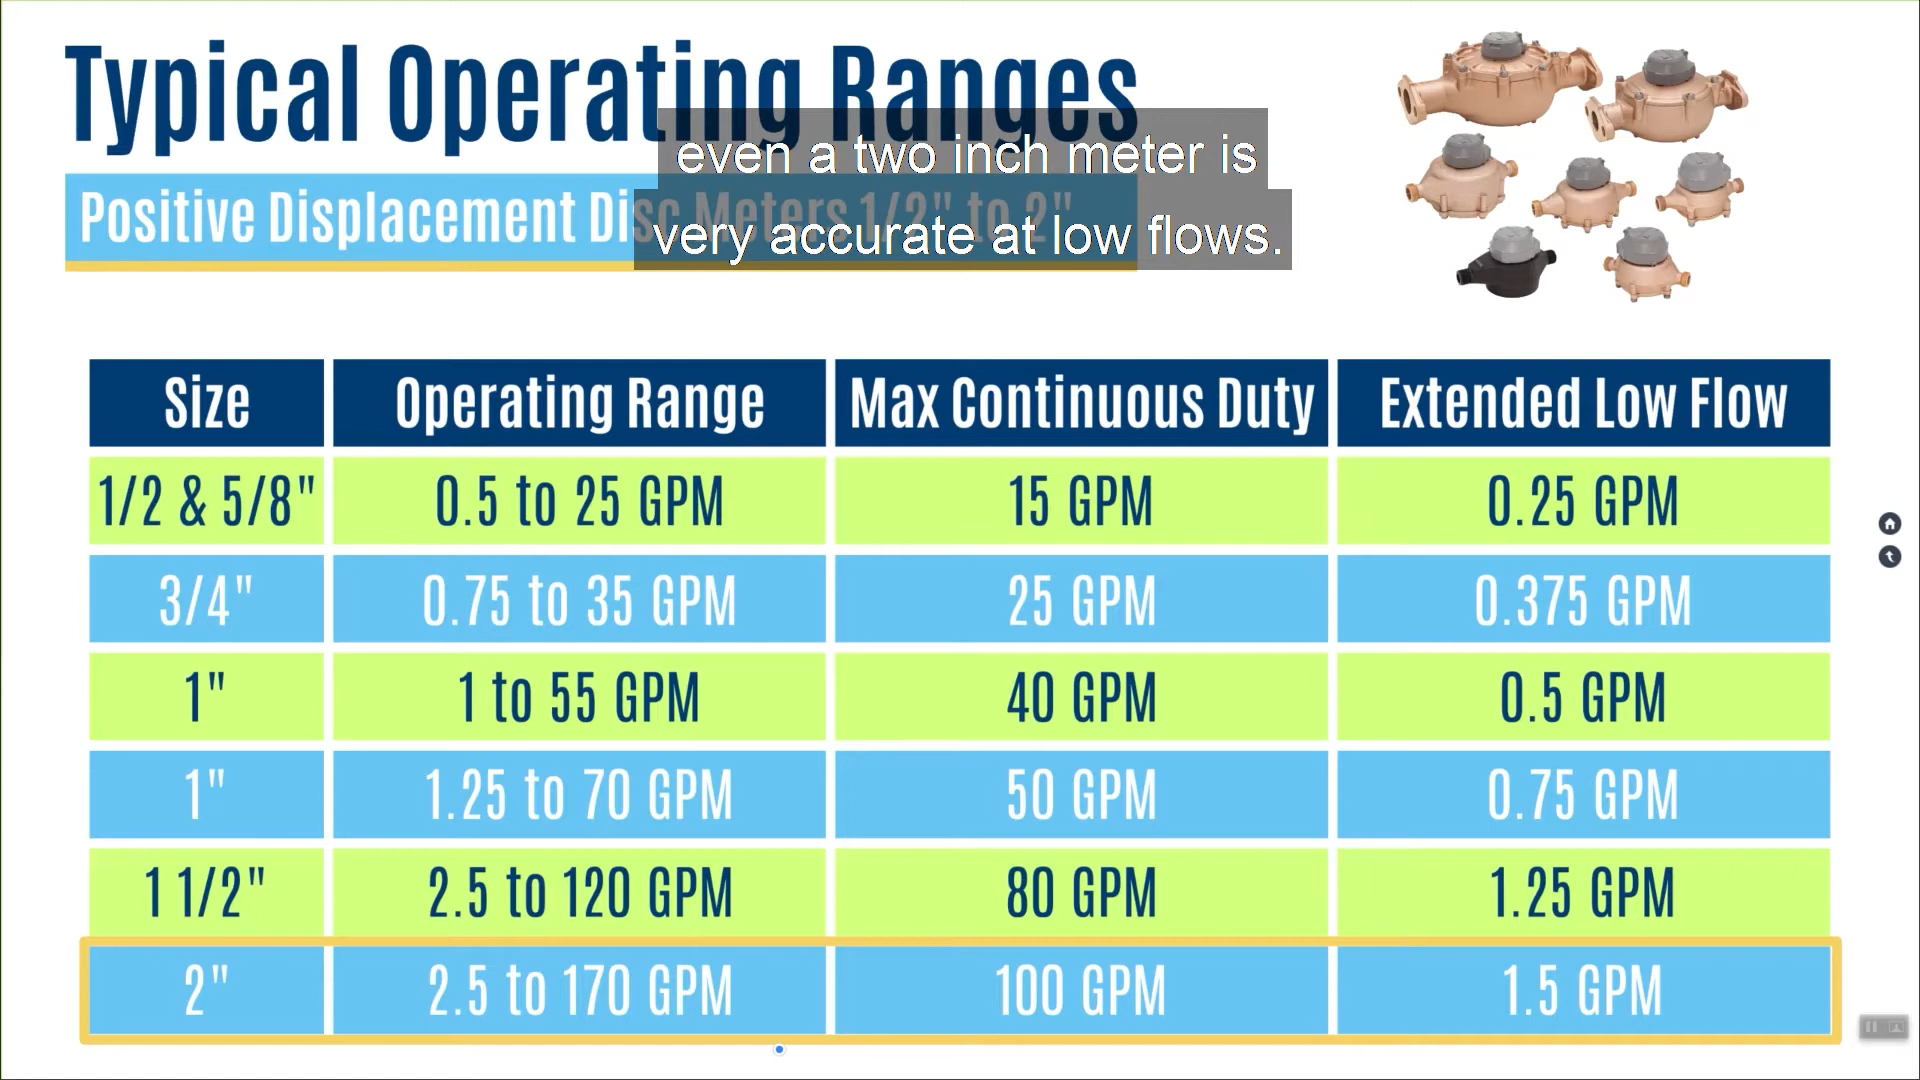 Typical Operating Ranges
Positive Displacement Disc Meters 1/2" to 2"
even a two inch meter is
very accurate at low flows.
Size Operating Range Max Continuous Duty Extended Low Flow
1/2 & 5/8" 0.5 to 25 GPM 15 GPM 0.25 GPM
3/4" 0.75 to 35 GPM 25 GPM 0.375 GPM
1" 1 to 55 GPM 40 GPM 0.5 GPM
1" 1.25 to 70 GPM 50 GPM 0.75 GPM
1 1/2" 2.5 to 120 GPM 80 GPM 1.25 GPM
2" 2.5 to 170 GPM 100 GPM 1.5 GPM